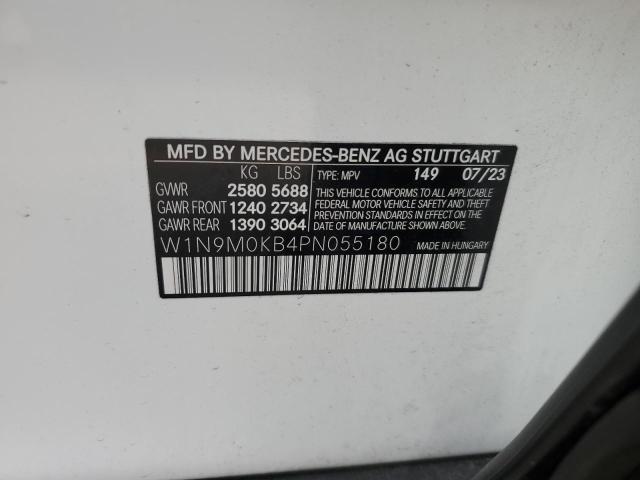 MFD BY MERCEDES-BENZ AG STUTTGART
KG LBS TYPE: MPV 149 07/23
GVWR 2580 5688
GAWR FRONT 1240 2734
GAWR REAR 1390 3064
THIS VEHICLE CONFORMS TO ALL APPLICABLE
FEDERAL MOTOR VEHICLE SAFETY AND
THEFT PREVENTION STANDARDS IN EFFECT ON THE
DATE OF MANUFACTURE SHOWN ABOVE.
W1N9M0KB4PN055180 MADE IN HUNGARY